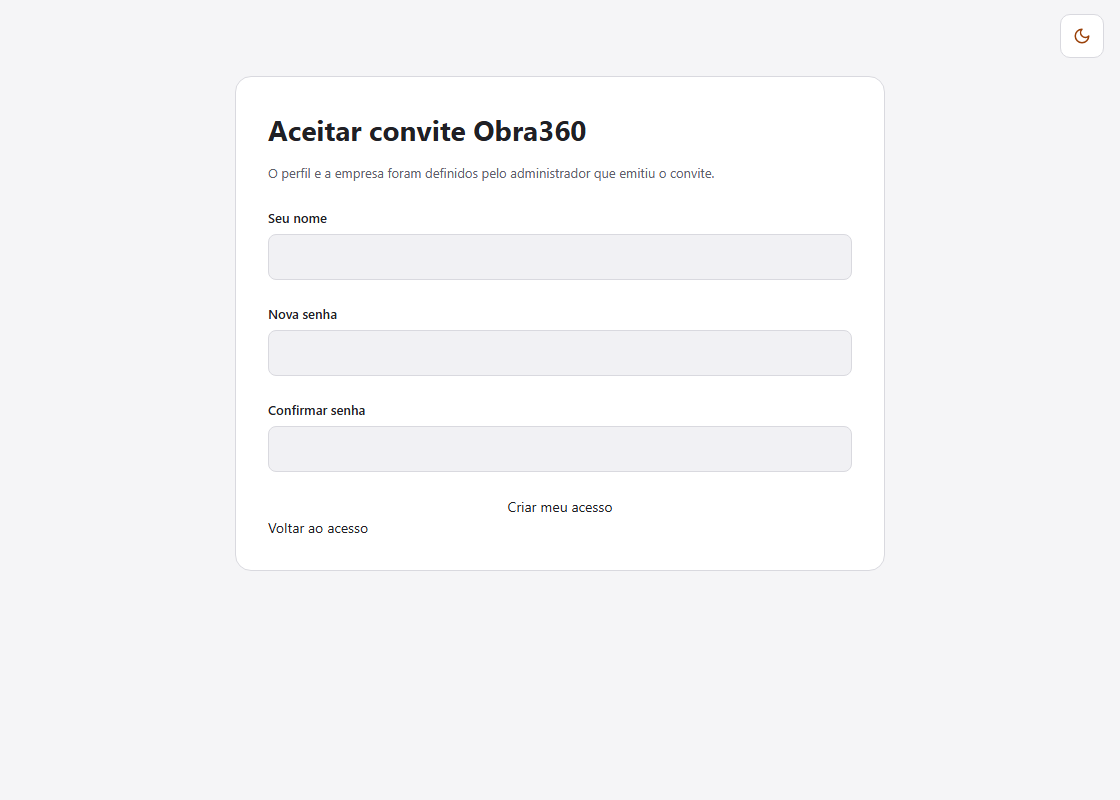 Aceitar convite Obra360
O perfil e a empresa foram definidos pelo administrador que emitiu o convite.
Seu nome
Nova senha
Confirmar senha
Criar meu acesso
Voltar ao acesso